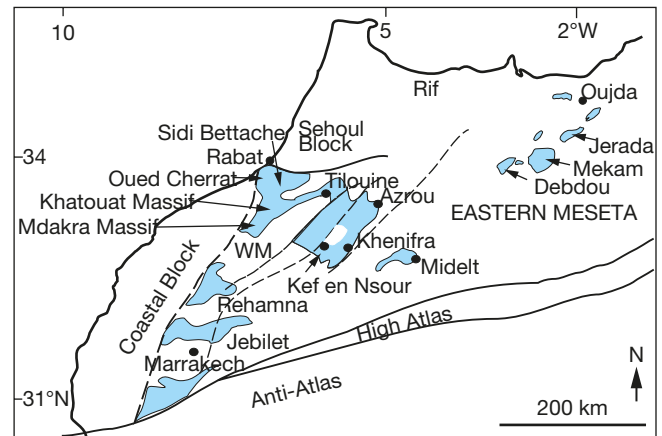 10
5
2°W
Rif
Oujda
Sidi Bettache
Sehoul
Block
34
Rabat
Jerada
Oued Cherrat
Tilouine
Mekam
Khatouat Massif
Azrou
Debdou
Mdakra Massif
EASTERN MESETA
WM
Khenifra
Coastal Block
Midelt
Kef en Nsour
Rehamna
High Atlas
Jebilet
Marrakech
N
Anti-Atlas
31°N
200 km